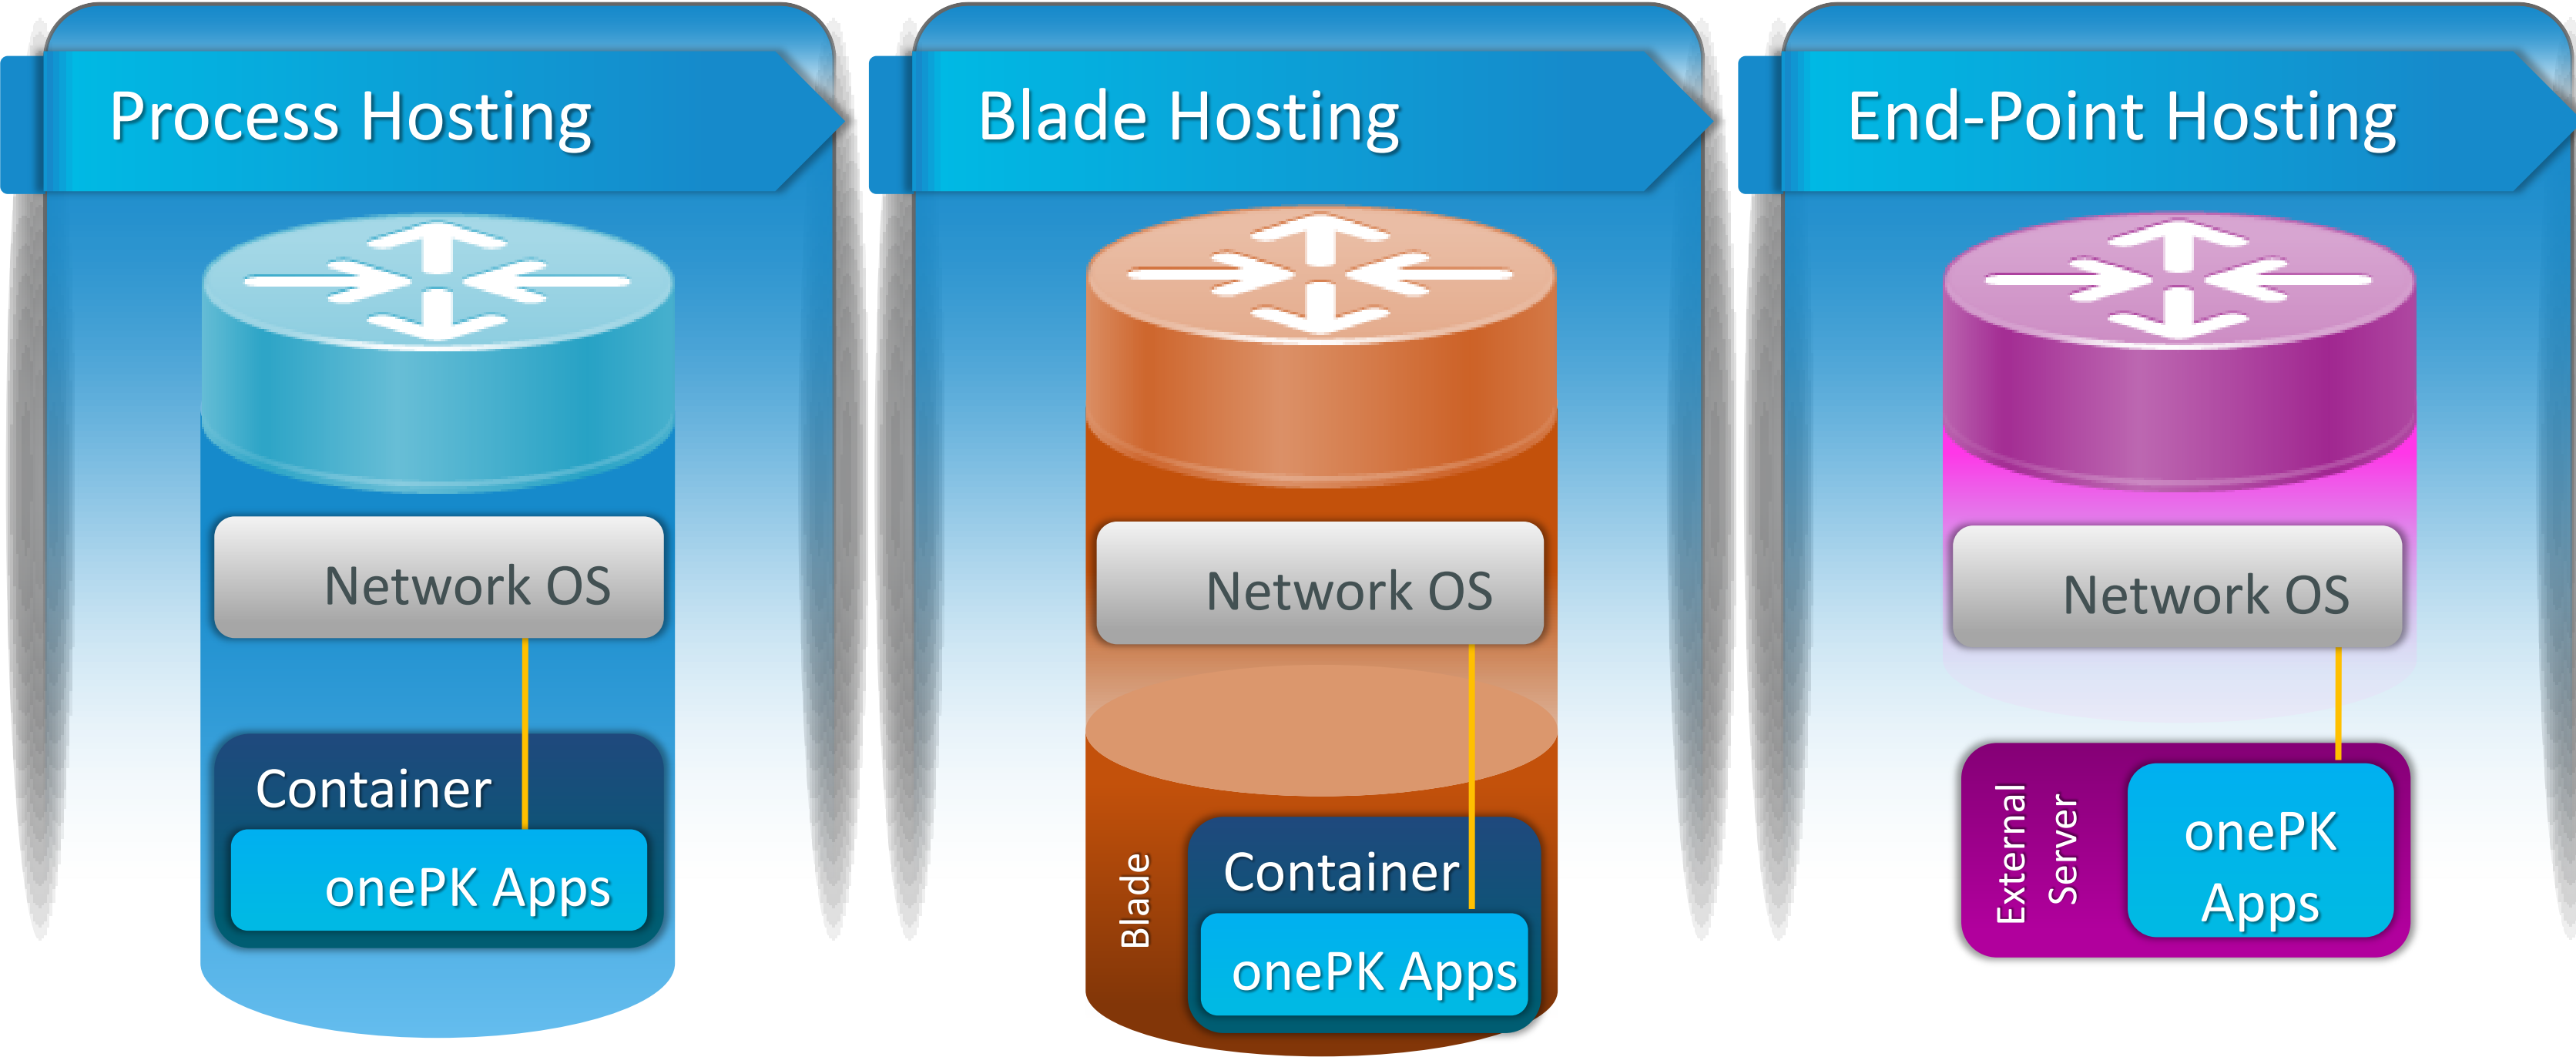 Process Hosting
Network OS
Container
onePK Apps
Blade Hosting
Network OS
Blade
Container
onePK Apps
End-Point Hosting
Network OS
External
Server
onePK
Apps